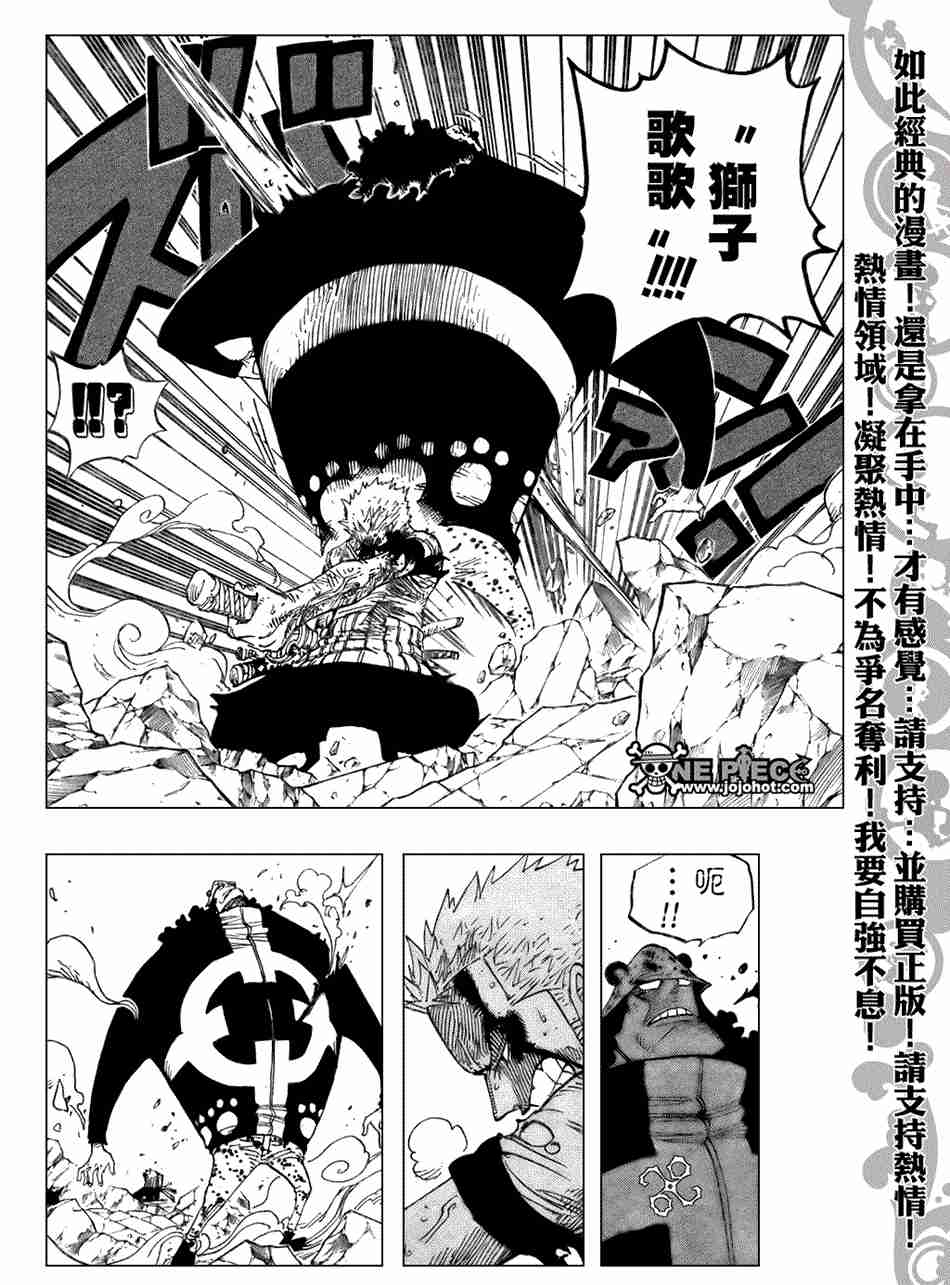 如此經典的漫畫！還是拿在手中…才有感覺…請支持…並購買正版！請支持熱情！
熱情領域！凝聚熱情！不為爭名奪利！我要自強不息！
〝獅子
歌歌〞!!!!
!!?
ONE PIECE
www.jojohot.com
呃
…!!